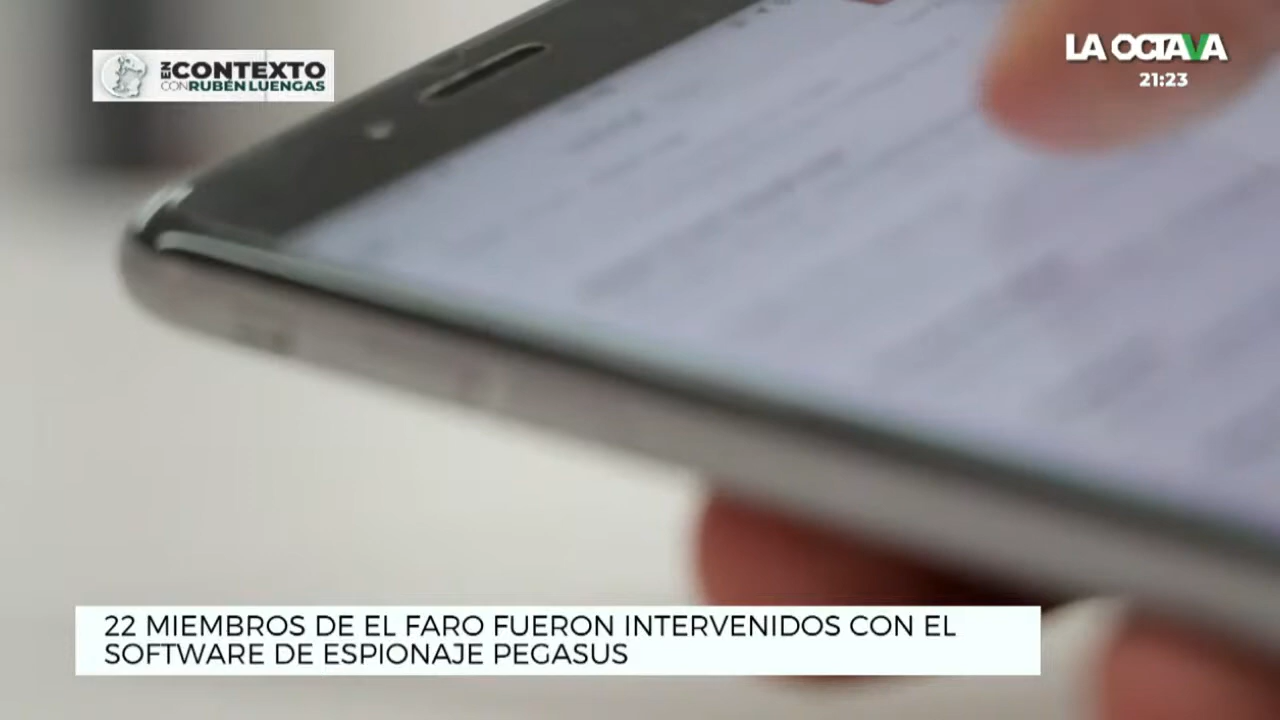 EN CONTEXTO
CON RUBÉN LUENGAS
LA OCTAVA
21:23
22 MIEMBROS DE EL FARO FUERON INTERVENIDOS CON EL
SOFTWARE DE ESPIONAJE PEGASUS